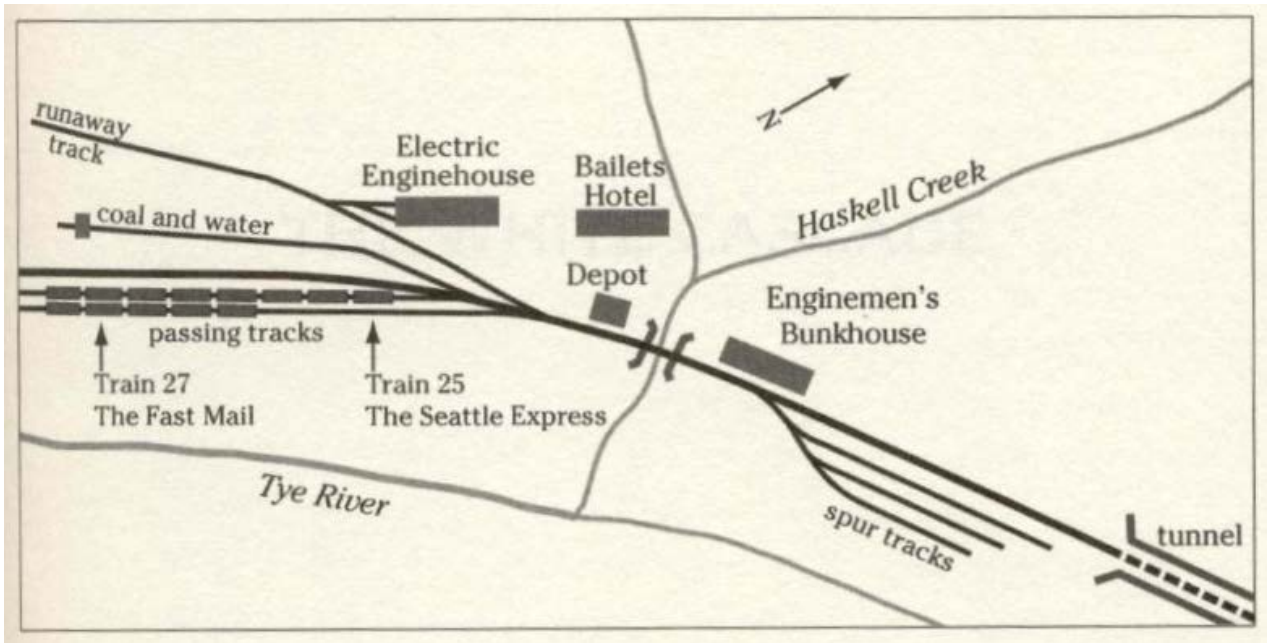 runaway
track
Electric
Enginehouse
Bailets
Hotel
N
Haskell Creek
coal and water
Depot
Enginemen's
Bunkhouse
passing tracks
Train 27
The Fast Mail
Train 25
The Seattle Express
Tye River
spur tracks
tunnel